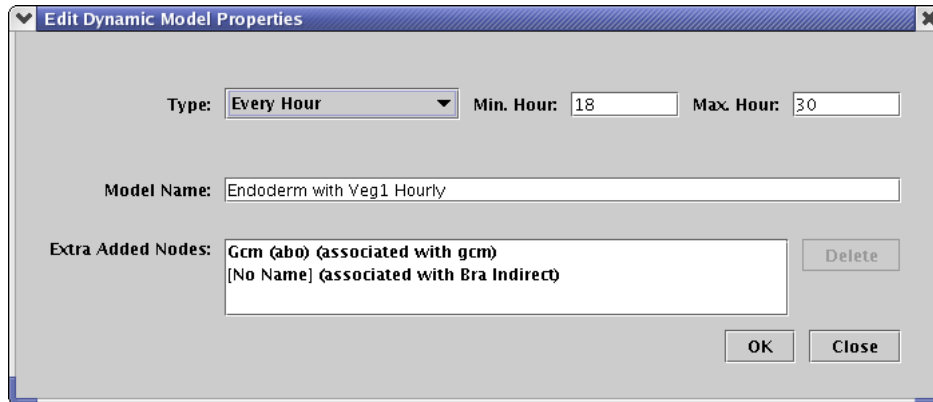 Edit Dynamic Model Properties
Type: Every Hour Min. Hour: 18 Max. Hour: 30
Model Name: Endoderm with Veg1 Hourly
Extra Added Nodes: Gcm (abo) (associated with gcm) Delete
[No Name] (associated with Bra Indirect)
OK Close